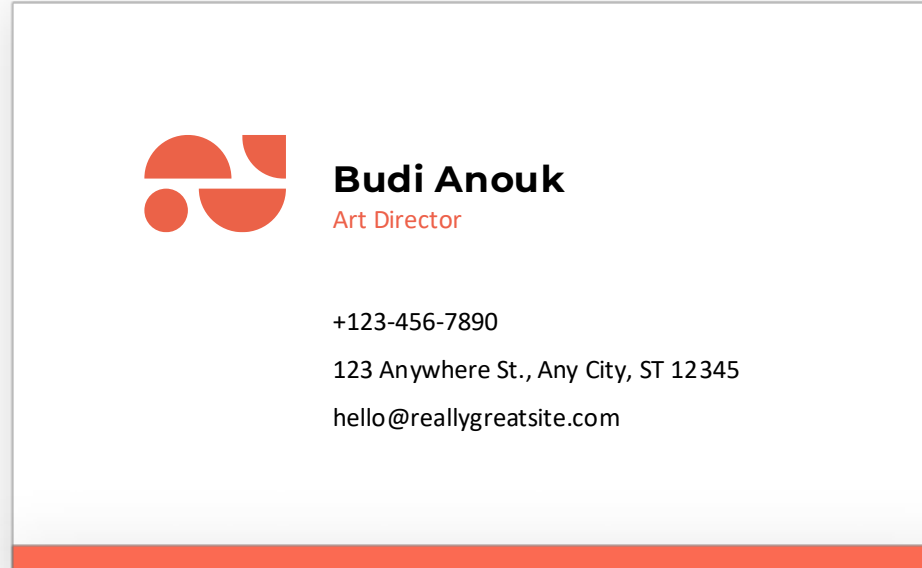 Budi Anouk
Art Director
+123-456-7890
123 Anywhere St., Any City, ST 12345
hello@reallygreatsite.com